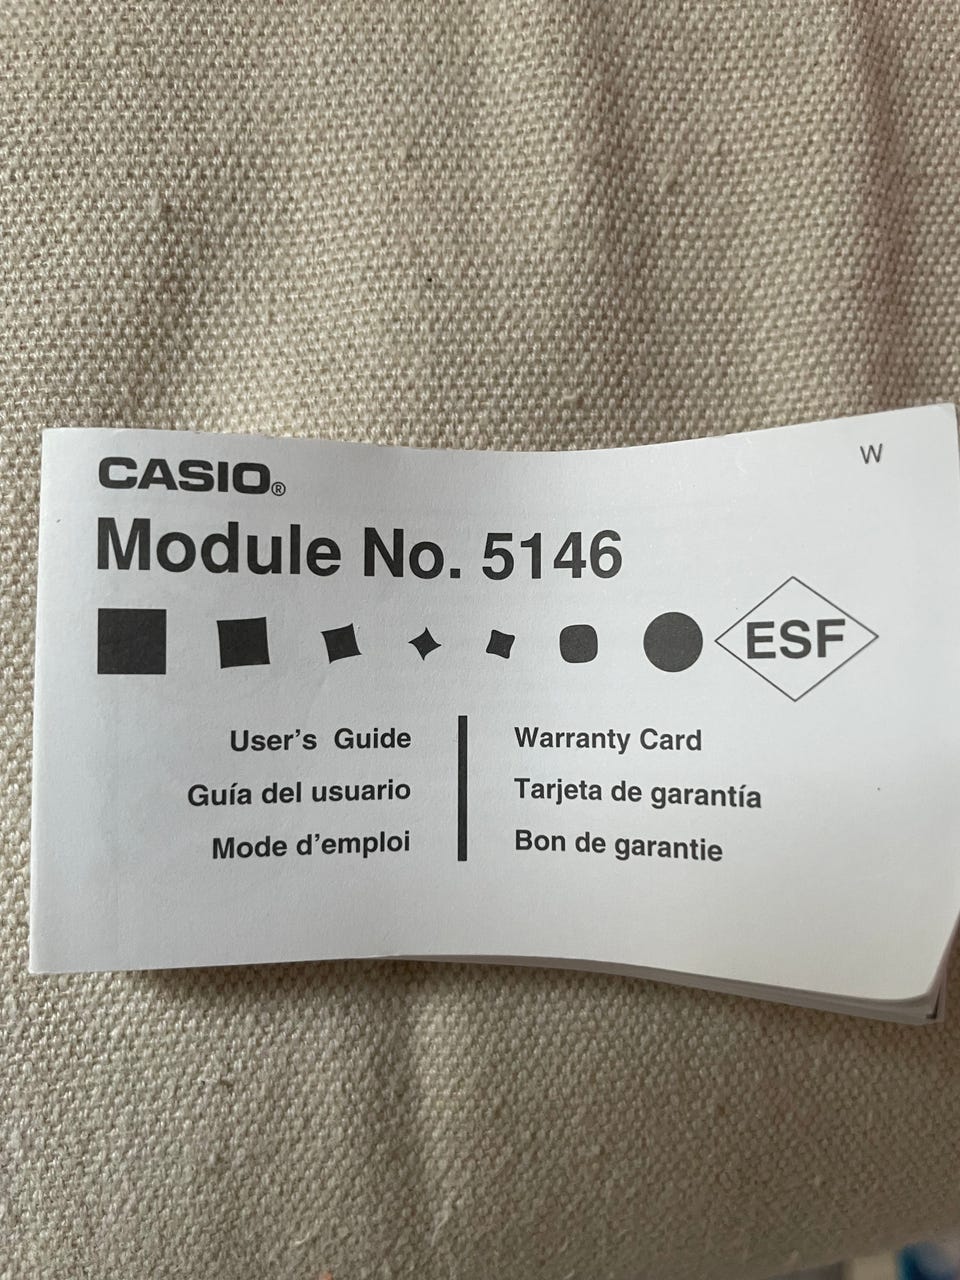 W
CASIO®
Module No. 5146
ESF
User's Guide
Guía del usuario
Mode d'emploi
Warranty Card
Tarjeta de garantía
Bon de garantie